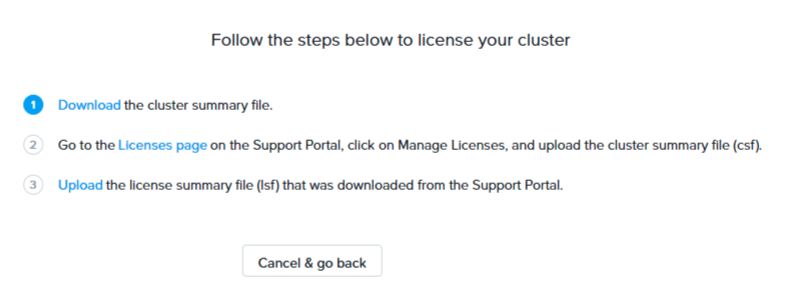 Follow the steps below to license your cluster
1 Download the cluster summary file.
2 Go to the Licenses page on the Support Portal, click on Manage Licenses, and upload the cluster summary file (csf).
3 Upload the license summary file (lsf) that was downloaded from the Support Portal.
Cancel & go back